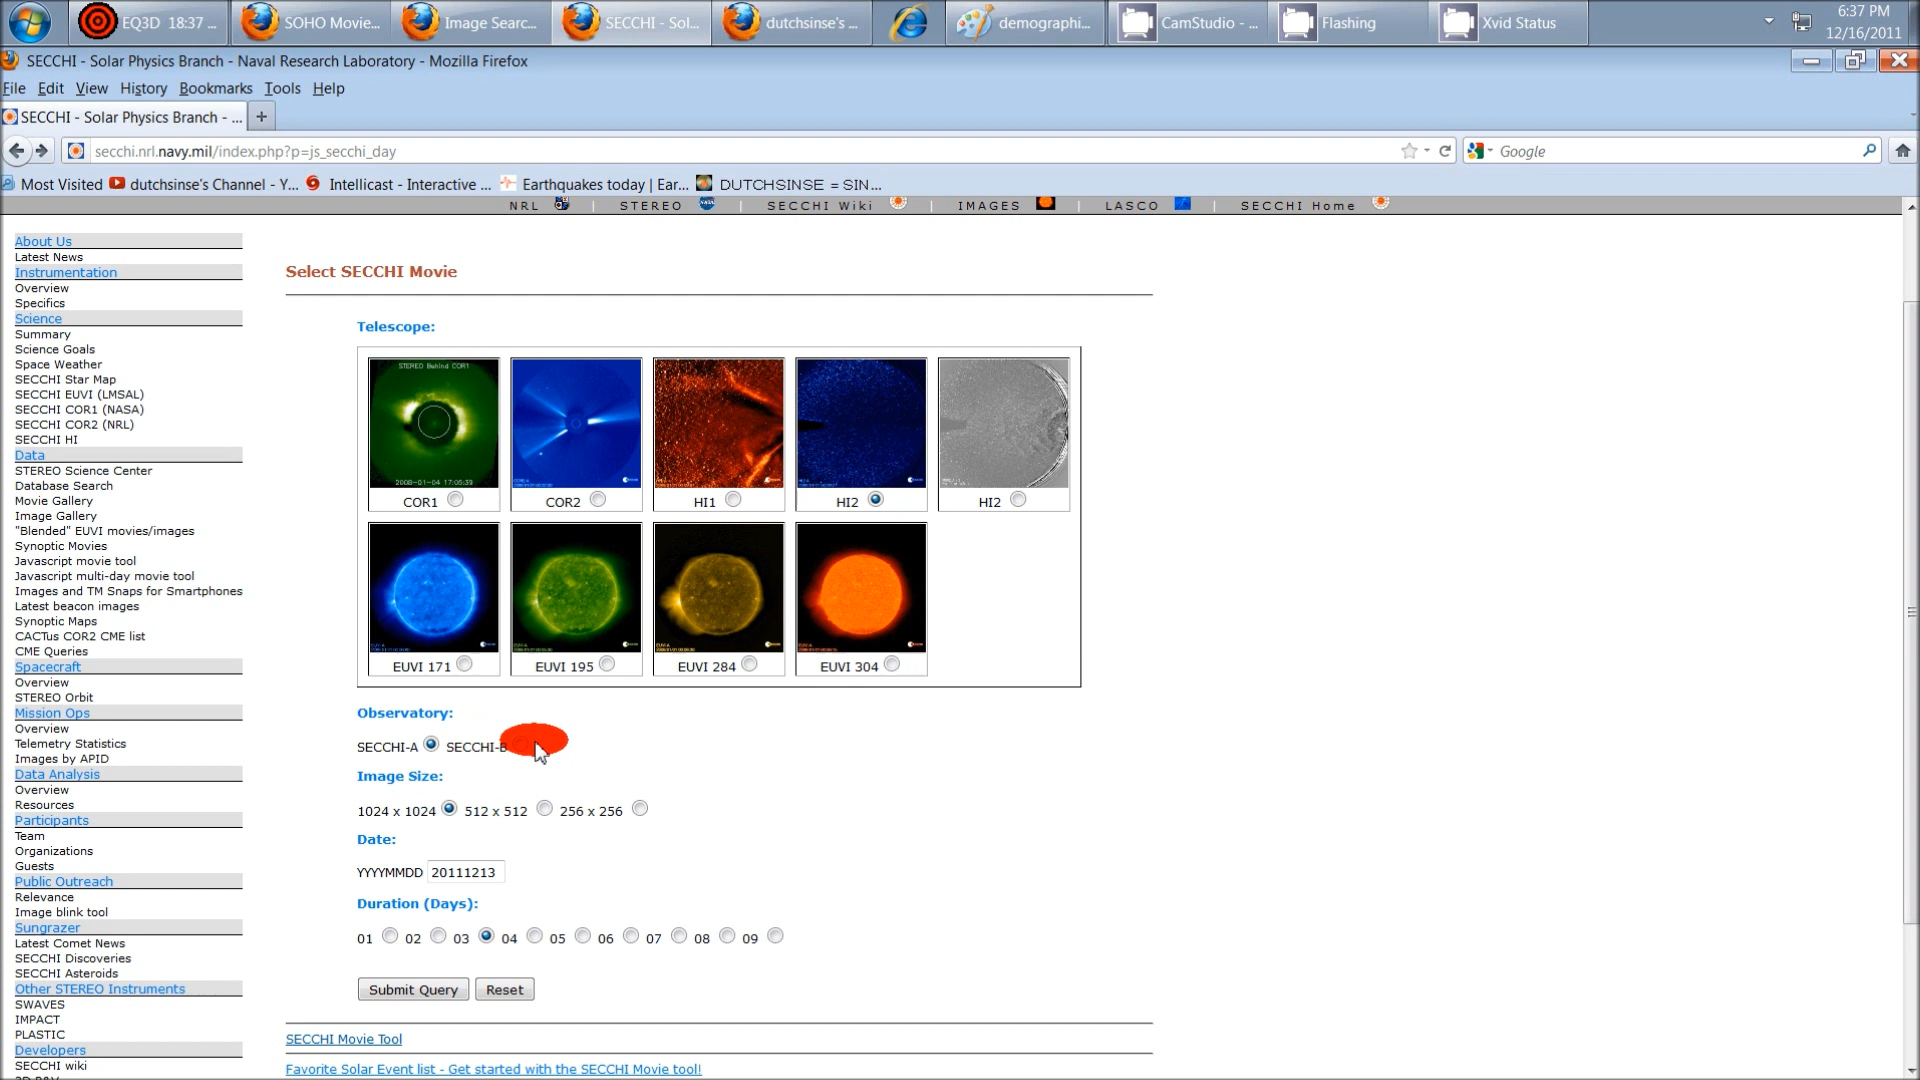 EQ3D 18:37 ...
SOHO Movie...
Image Searc...
SECCHI - Sol...
dutchsinse's ...
demographi...
CamStudio - ...
Flashing
Xvid Status
6:37 PM
12/16/2011
SECCHI - Solar Physics Branch - Naval Research Laboratory - Mozilla Firefox
File Edit View History Bookmarks Tools Help
SECCHI - Solar Physics Branch - ...
secchi.nrl.navy.mil/index.php?p=js_secchi_day
Google
Most Visited dutchsinse's Channel - Y... Intellicast - Interactive ... Earthquakes today | Ear... DUTCHSINSE = SIN...
NRL | STEREO | SECCHI Wiki | IMAGES | LASCO | SECCHI Home
About Us
Latest News
Instrumentation
Overview
Specifics
Science
Summary
Science Goals
Space Weather
SECCHI Star Map
SECCHI EUVI (LMSAL)
SECCHI COR1 (NASA)
SECCHI COR2 (NRL)
SECCHI HI
Data
STEREO Science Center
Database Search
Movie Gallery
Image Gallery
"Blended" EUVI movies/images
Synoptic Movies
Javascript movie tool
Javascript multi-day movie tool
Images and TM Snaps for Smartphones
Latest beacon images
Synoptic Maps
CACTus COR2 CME list
CME Queries
Spacecraft
Overview
STEREO Orbit
Mission Ops
Overview
Telemetry Statistics
Images by APID
Data Analysis
Overview
Resources
Participants
Team
Organizations
Guests
Public Outreach
Relevance
Image blink tool
Sungrazer
Latest Comet News
SECCHI Discoveries
SECCHI Asteroids
Other STEREO Instruments
SWAVES
IMPACT
PLASTIC
Developers
SECCHI wiki
Select SECCHI Movie
Telescope:
STEREO Behind COR1
2008-01-04 17:05:39
COR1
COR2
HI1
HI2
HI2
EUVI 171
EUVI 195
EUVI 284
EUVI 304
Observatory:
SECCHI-A SECCHI-B
Image Size:
1024 x 1024 512 x 512 256 x 256
Date:
YYYYMMDD 20111213
Duration (Days):
01 02 03 04 05 06 07 08 09
Submit Query Reset
SECCHI Movie Tool
Favorite Solar Event list - Get started with the SECCHI Movie tool!